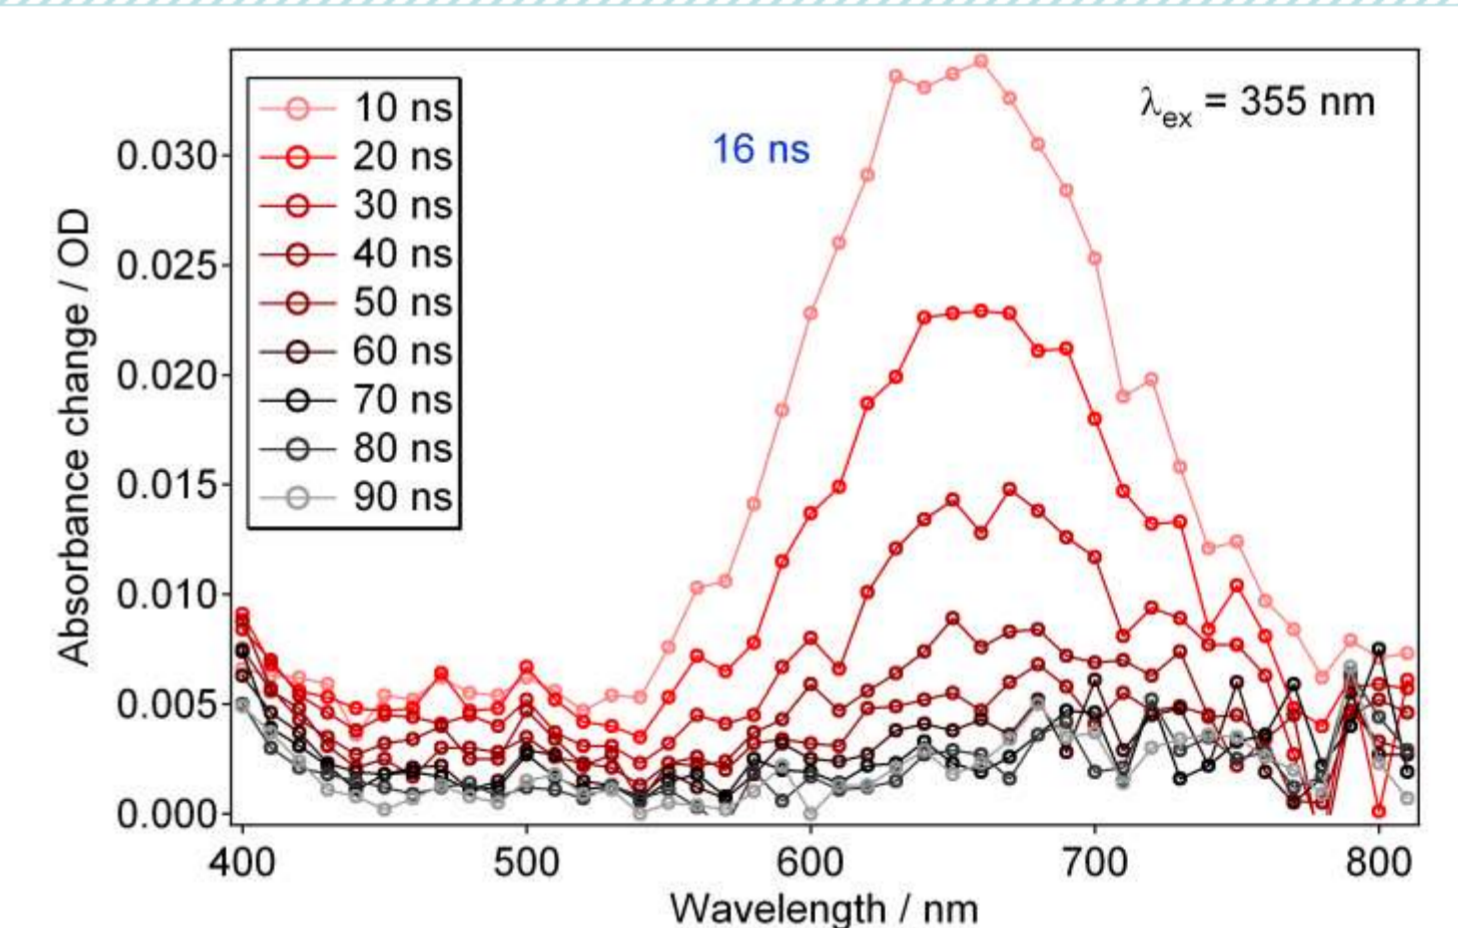 10 ns
20 ns
30 ns
40 ns
50 ns
60 ns
70 ns
80 ns
90 ns
16 ns
λex = 355 nm
Absorbance change / OD
0.030
0.025
0.020
0.015
0.010
0.005
0.000
400 500 600 700 800
Wavelength / nm